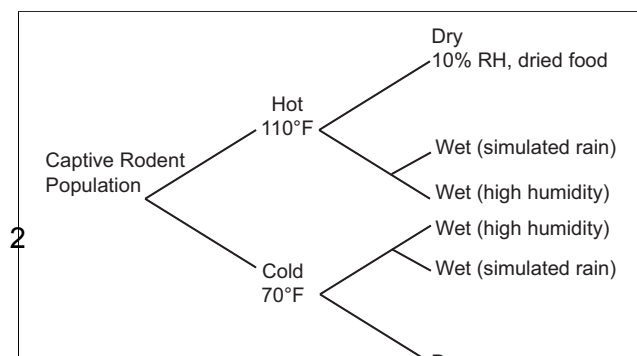 Dry
10% RH, dried food
Hot
110°F
Wet (simulated rain)
Captive Rodent
Population
Wet (high humidity)
2
Wet (high humidity)
Cold
70°F
Wet (simulated rain)